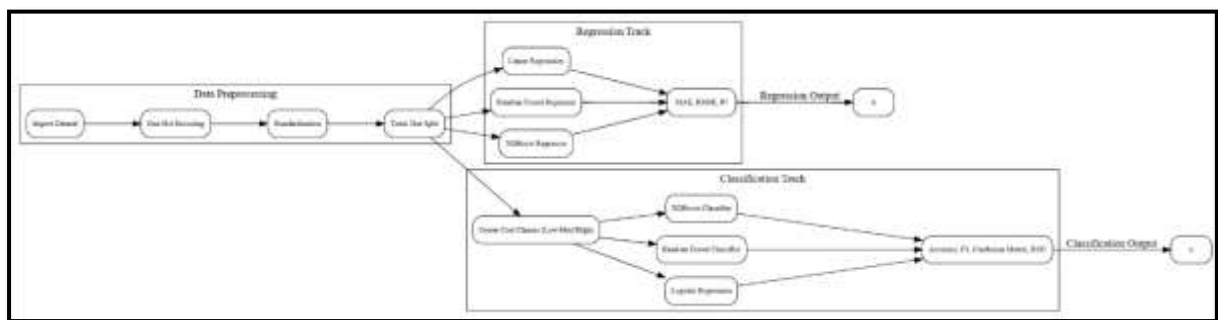 Regression Track
Linear Regression
Data Preprocessing
Random Forest Regressor
MAE, RMSE, R²
Regression Output
Import Dataset
One Hot Encoding
Standardization
Train Test Split
XGBoost Regressor
Classification Track
XGBoost Classifier
Create Cost Classes (Low/Med/High)
Random Forest Classifier
Accuracy, F1, Confusion Matrix, ROC
Classification Output
Logistic Regression